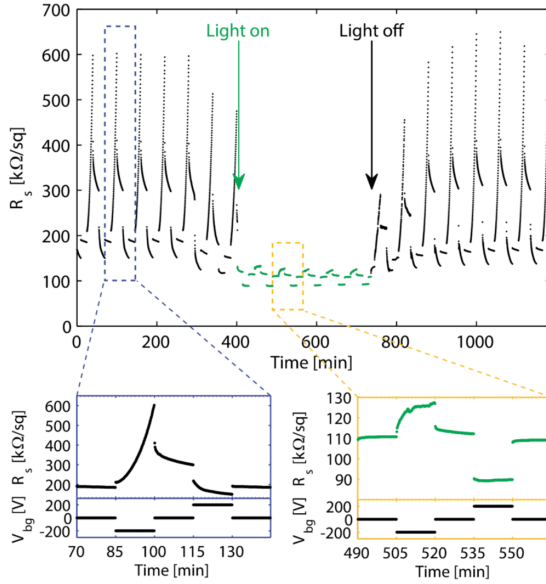 700
600
500
400
300
200
100
0
R_s [kΩ/sq]
Light on
Light off
0 200 400 600 800 1000
Time [min]
600
500
400
300
200
R_s [kΩ/sq]
200
0
-200
V_bg [V]
70 85 100 115 130
Time [min]
130
120
110
100
90
R_s [kΩ/sq]
200
0
-200
V_bg [V]
490 505 520 535 550
Time [min]